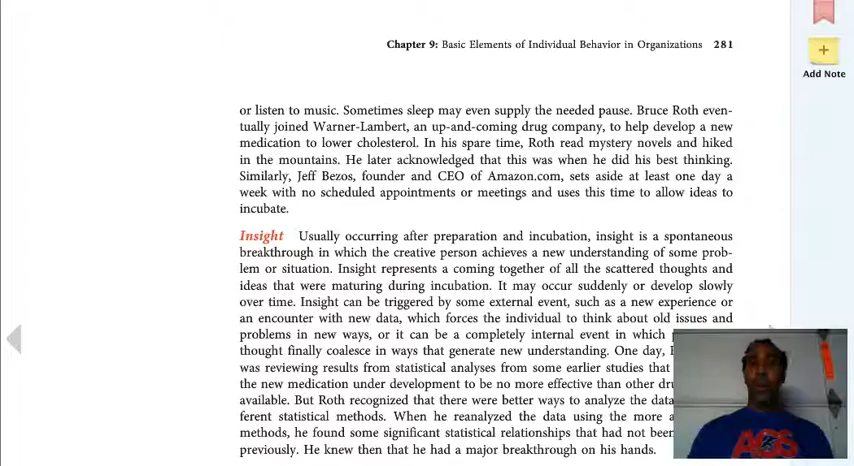 Chapter 9: Basic Elements of Individual Behavior in Organizations 281
Add Note
or listen to music. Sometimes sleep may even supply the needed pause. Bruce Roth even-
tually joined Warner-Lambert, an up-and-coming drug company, to help develop a new
medication to lower cholesterol. In his spare time, Roth read mystery novels and hiked
in the mountains. He later acknowledged that this was when he did his best thinking.
Similarly, Jeff Bezos, founder and CEO of Amazon.com, sets aside at least one day a
week with no scheduled appointments or meetings and uses this time to allow ideas to
incubate.
Insight Usually occurring after preparation and incubation, insight is a spontaneous
breakthrough in which the creative person achieves a new understanding of some prob-
lem or situation. Insight represents a coming together of all the scattered thoughts and
ideas that were maturing during incubation. It may occur suddenly or develop slowly
over time. Insight can be triggered by some external event, such as a new experience or
an encounter with new data, which forces the individual to think about old issues and
problems in new ways, or it can be a completely internal event in which
thought finally coalesce in ways that generate new understanding. One day,
was reviewing results from statistical analyses from some earlier studies that
the new medication under development to be no more effective than other
available. But Roth recognized that there were better ways to analyze the data
ferent statistical methods. When he reanalyzed the data using the more
methods, he found some significant statistical relationships that had not been
previously. He knew then that he had a major breakthrough on his hands.